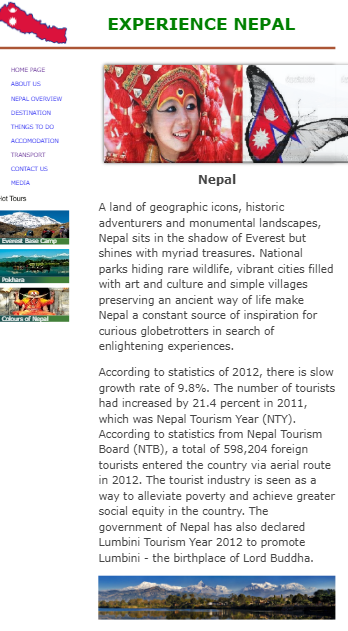 EXPERIENCE NEPAL
HOME PAGE
ABOUT US
NEPAL OVERVIEW
DESTINATION
THINGS TO DO
ACCOMODATION
TRANSPORT
CONTACT US
MEDIA
Hot Tours
Everest Base Camp
Pokhara
Colours of Nepal
Nepal
A land of geographic icons, historic
adventurers and monumental landscapes,
Nepal sits in the shadow of Everest but
shines with myriad treasures. National
parks hiding rare wildlife, vibrant cities filled
with art and culture and simple villages
preserving an ancient way of life make
Nepal a constant source of inspiration for
curious globetrotters in search of
enlightening experiences.
According to statistics of 2012, there is slow
growth rate of 9.8%. The number of tourists
had increased by 21.4 percent in 2011,
which was Nepal Tourism Year (NTY).
According to statistics from Nepal Tourism
Board (NTB), a total of 598,204 foreign
tourists entered the country via aerial route
in 2012. The tourist industry is seen as a
way to alleviate poverty and achieve greater
social equity in the country. The
government of Nepal has also declared
Lumbini Tourism Year 2012 to promote
Lumbini - the birthplace of Lord Buddha.